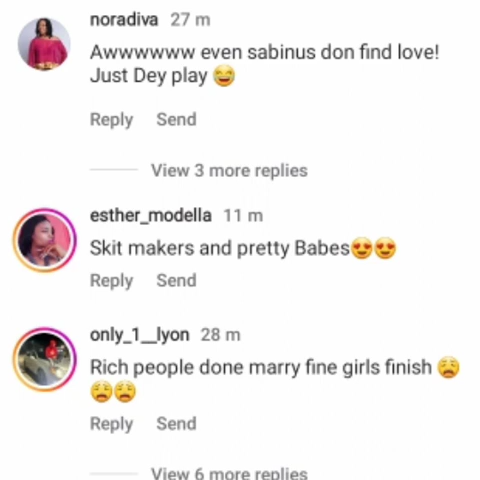 noradiva 27 m
Awwwwww even sabinus don find love!
Just Dey play 😂
Reply Send
View 3 more replies
esther_modella 11 m
Skit makers and pretty Babes😍😍
Reply Send
only_1__lyon 28 m
Rich people done marry fine girls finish 😩
😩😩
Reply Send
View 6 more replies